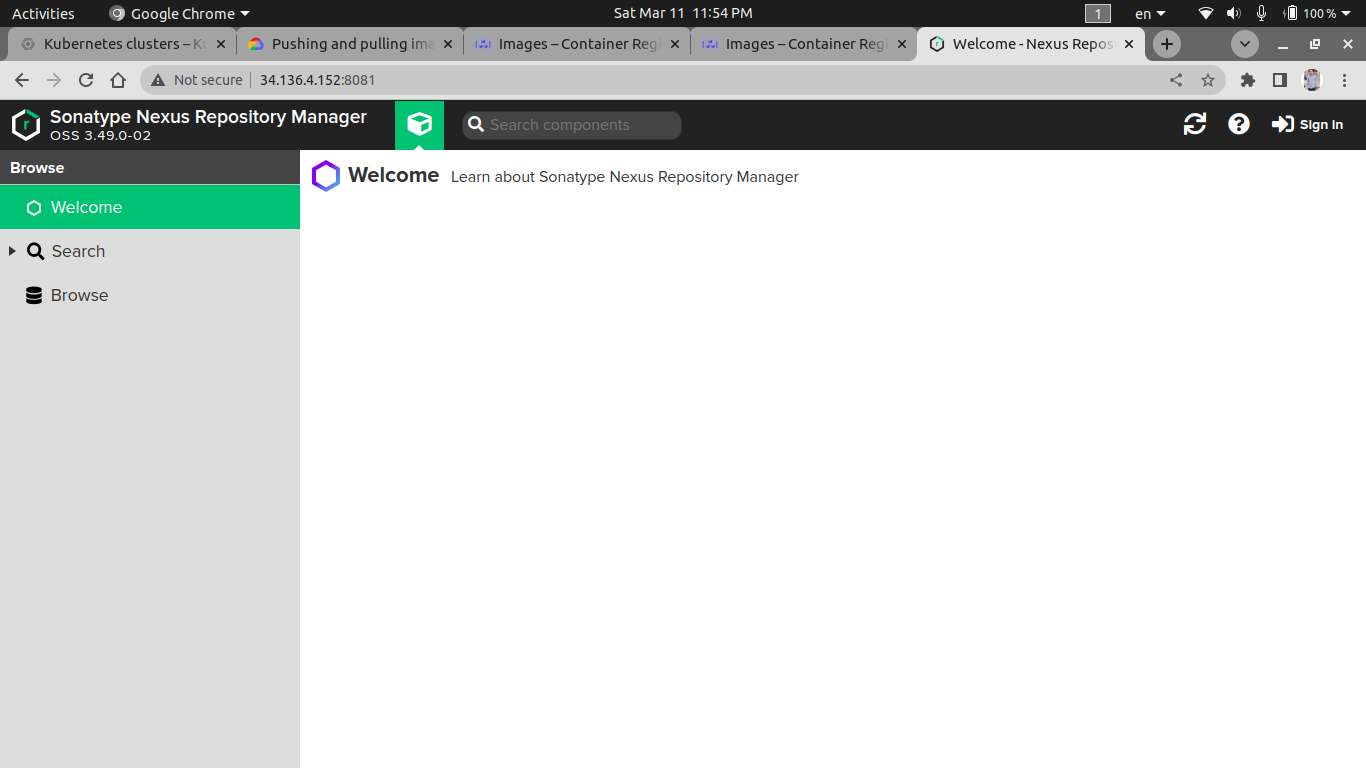 Activities Google Chrome Sat Mar 11 11:54 PM 1 en 100 %
Kubernetes clusters – Ku Pushing and pulling ima Images – Container Regi Images – Container Regi Welcome - Nexus Repos
Not secure 34.136.4.152:8081
Sonatype Nexus Repository Manager
OSS 3.49.0-02
Search components
Sign In
Browse
Welcome
Search
Browse
Welcome Learn about Sonatype Nexus Repository Manager